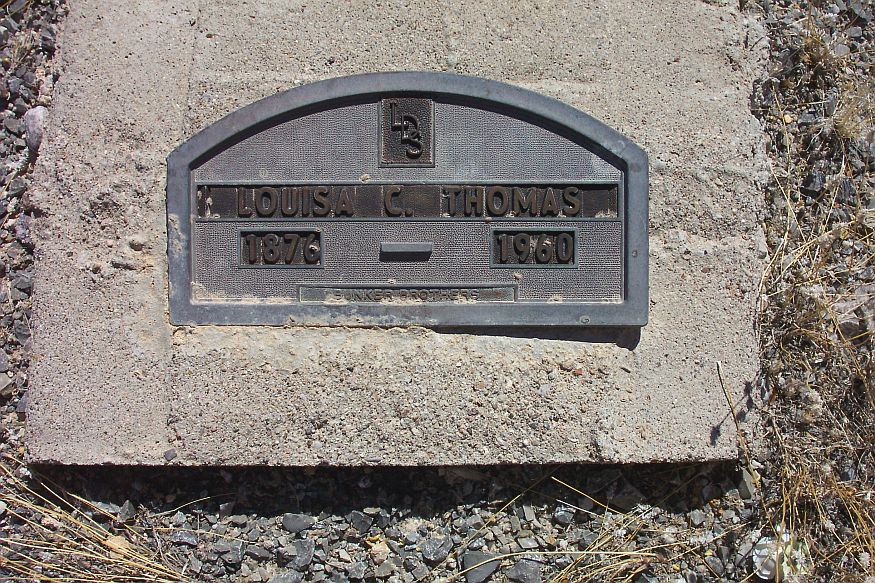 LDS
LOUISA C. THOMAS
1876 — 1960
BUNKER BROTHERS